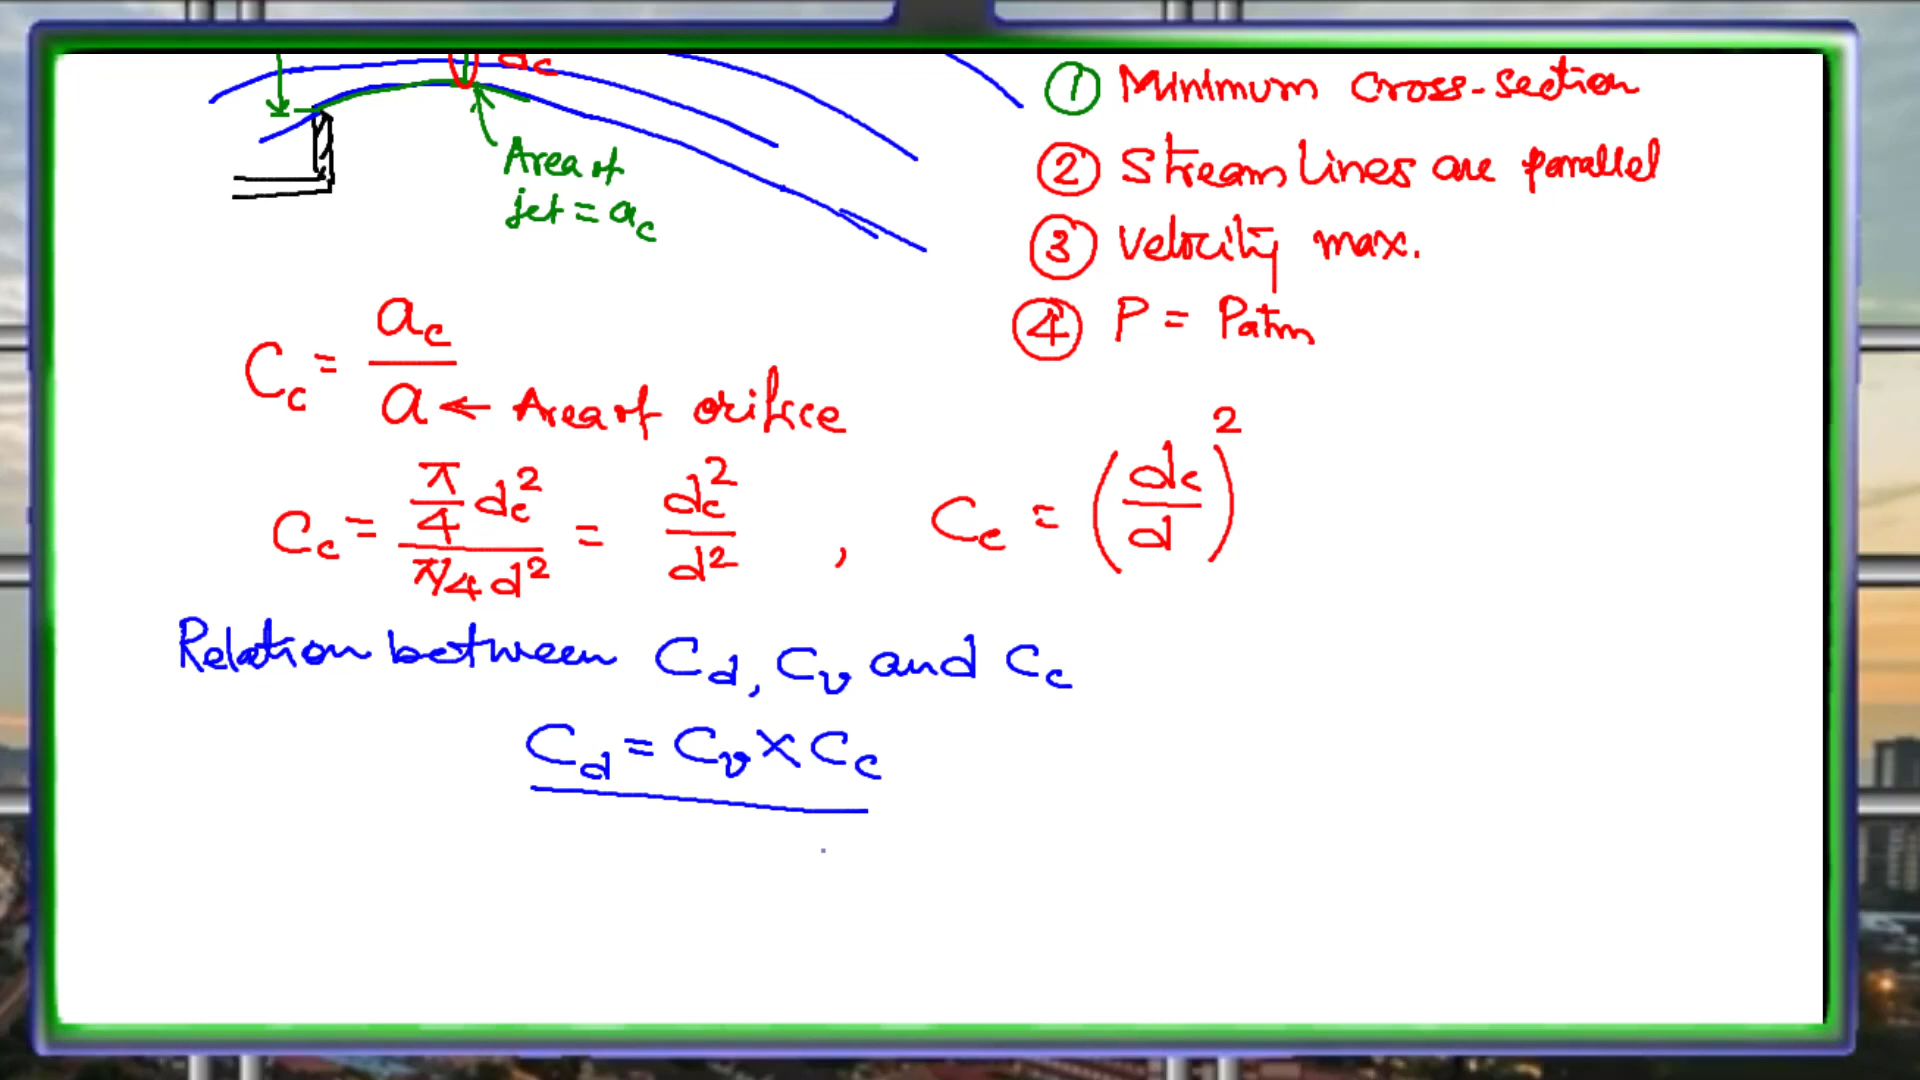 dc
Area of
jet = ac
① Minimum cross-section
② Stream lines are parallel
③ Velocity max.
④ P = Patm
Cc = ac / a ← Area of orifice
Cc = π/4 dc² / π/4 d² = dc² / d² , Cc = (dc / d)²
Relation between Cd, Cv and Cc
Cd = Cv × Cc